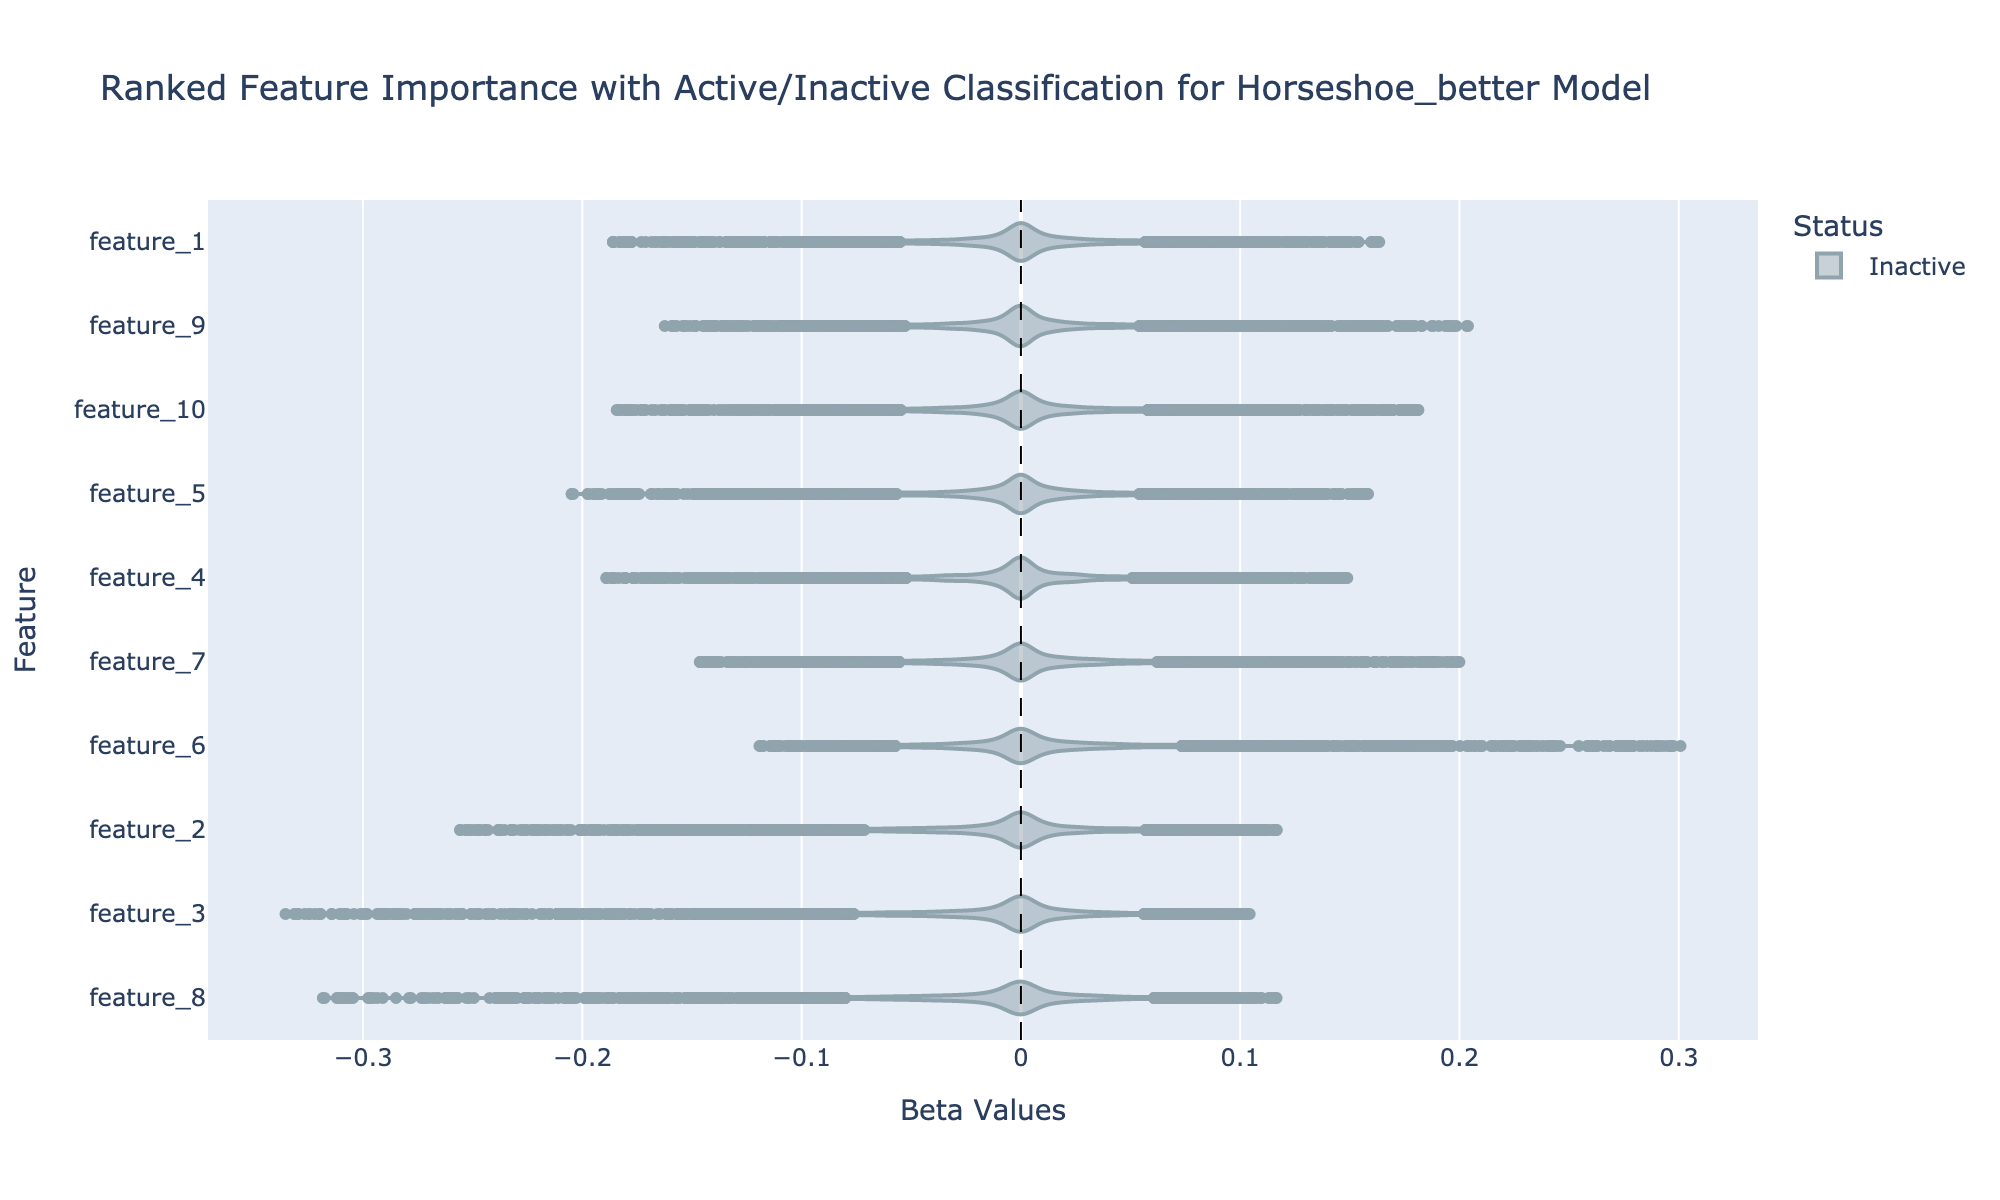 Ranked Feature Importance with Active/Inactive Classification for Horseshoe_better Model
Status
Inactive
Feature
feature_1
feature_9
feature_10
feature_5
feature_4
feature_7
feature_6
feature_2
feature_3
feature_8
−0.3 −0.2 −0.1 0 0.1 0.2 0.3
Beta Values